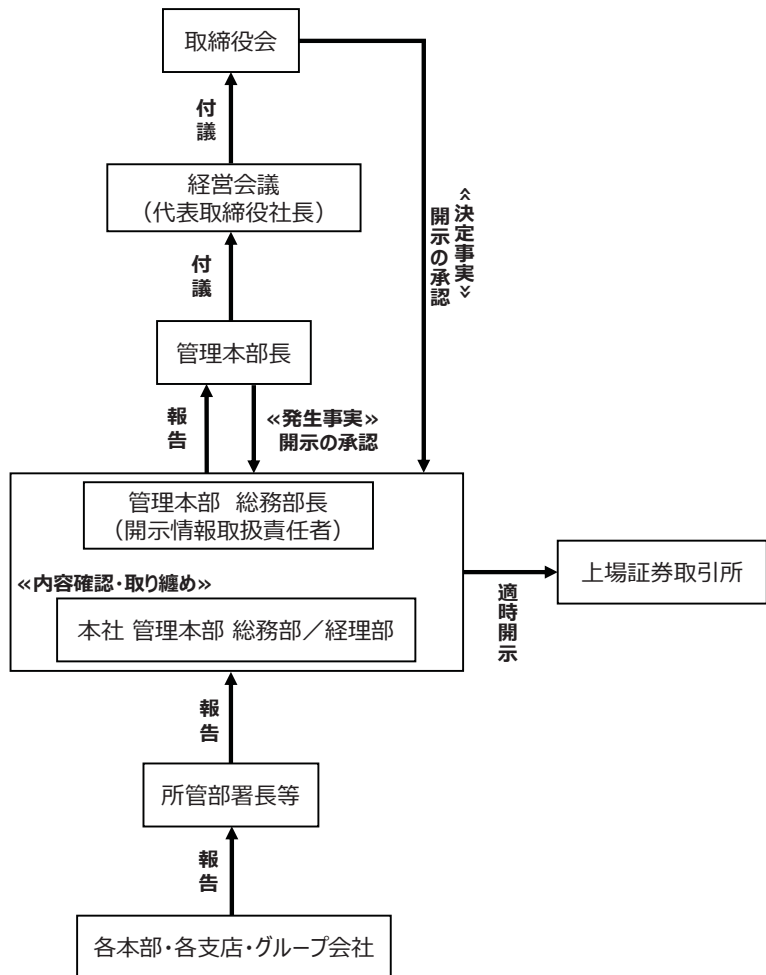 取締役会
付議
経営会議
（代表取締役社長）
≪決定事実≫
開示の承認
付議
管理本部長
報告
≪発生事実≫
開示の承認
管理本部 総務部長
（開示情報取扱責任者）
≪内容確認・取り纏め≫
本社 管理本部 総務部／経理部
適時開示
上場証券取引所
報告
所管部署長等
報告
各本部・各支店・グループ会社